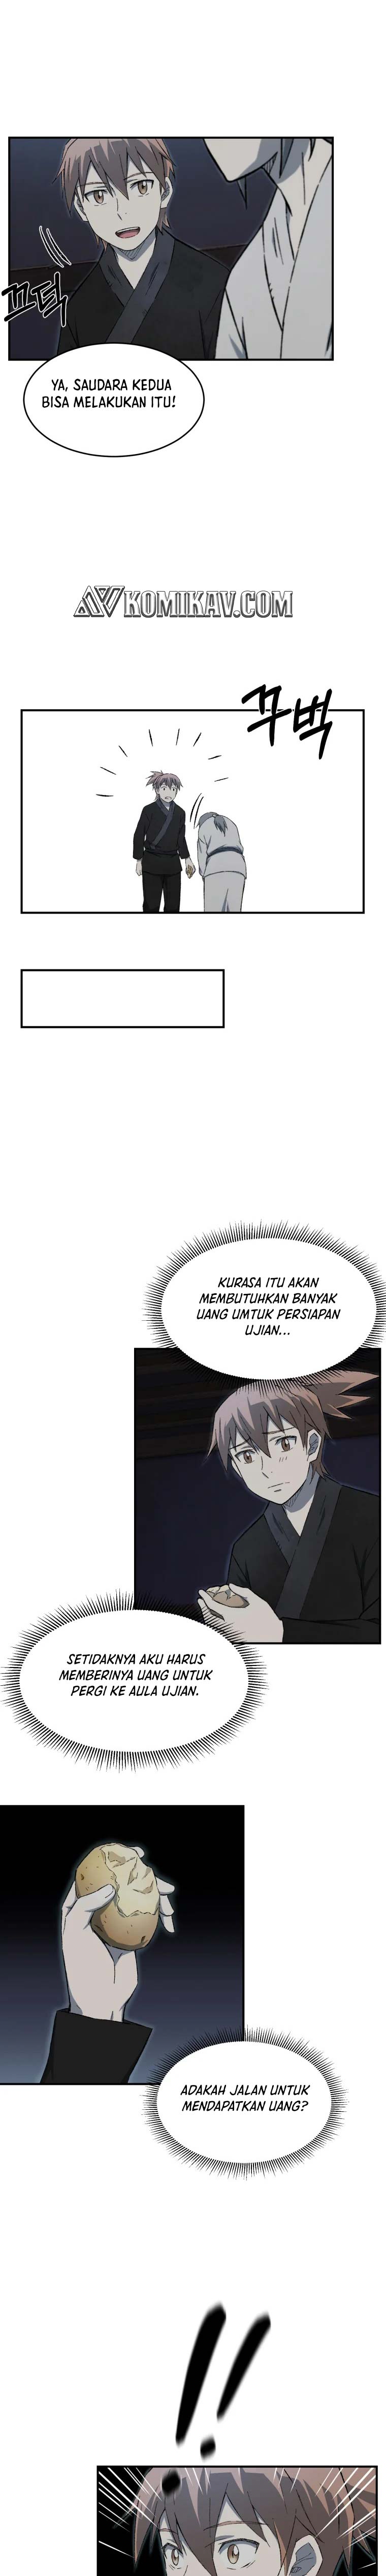 끄덕
YA, SAUDARA KEDUA
BISA MELAKUKAN ITU!
KOMIKAV.COM
꾸벅
KURASA ITU AKAN
MEMBUTUHKAN BANYAK
UANG UMTUK PERSIAPAN
UJIAN...
SETIDAKNYA AKU HARUS
MEMBERINYA UANG UNTUK
PERGI KE AULA UJIAN.
ADAKAH JALAN UNTUK
MENDAPATKAN UANG?
!!